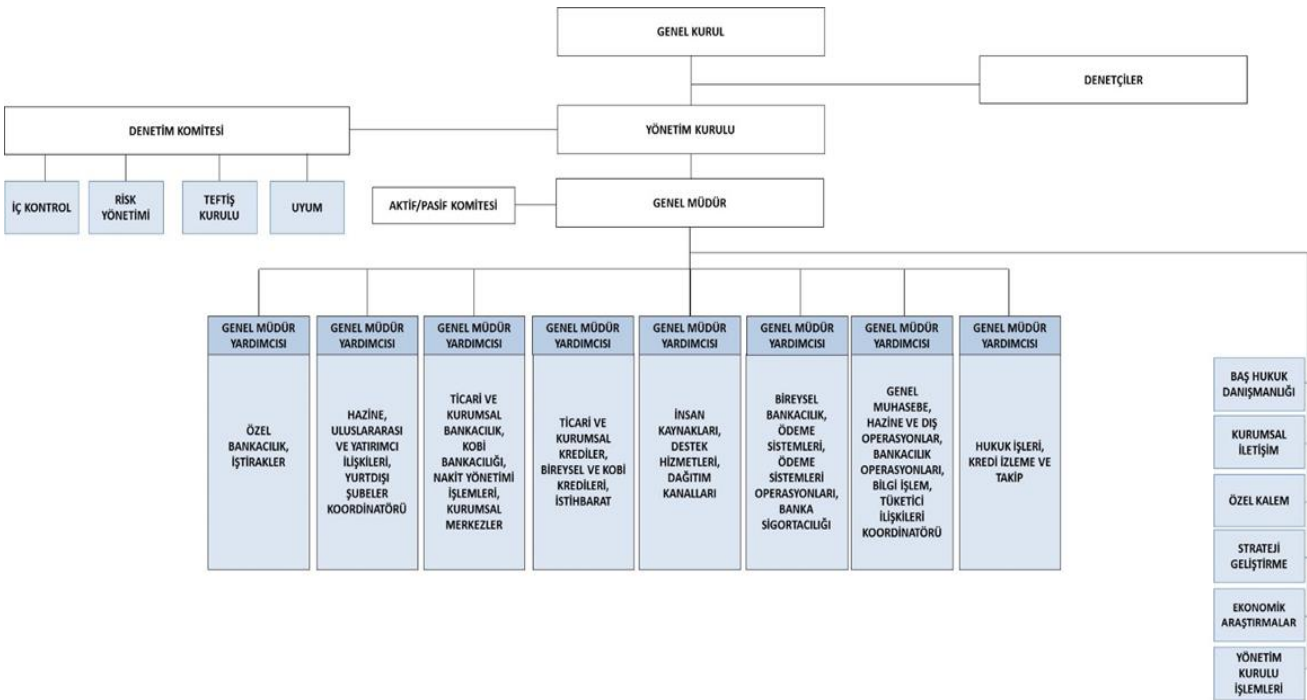 GENEL KURUL
DENETÇİLER
DENETİM KOMİTESİ
YÖNETİM KURULU
İÇ KONTROL
RİSK
YÖNETİMİ
TEFTİŞ
KURULU
UYUM
AKTİF/PASİF KOMİTESİ
GENEL MÜDÜR
GENEL MÜDÜR
YARDIMCISI
ÖZEL
BANKACILIK,
İŞTİRAKLER
GENEL MÜDÜR
YARDIMCISI
HAZİNE,
ULUSLARARASI
VE YATIRIMCI
İLİŞKİLERİ,
YURTDIŞI
ŞUBELER
KOORDİNATÖRÜ
GENEL MÜDÜR
YARDIMCISI
TİCARİ VE
KURUMSAL
BANKACILIK,
KOBİ
BANKACILIĞI,
NAKİT YÖNETİMİ
İŞLEMLERİ,
KURUMSAL
MERKEZLER
GENEL MÜDÜR
YARDIMCISI
TİCARİ VE
KURUMSAL
KREDİLER,
BİREYSEL VE KOBİ
KREDİLERİ,
İSTİHBARAT
GENEL MÜDÜR
YARDIMCISI
İNSAN
KAYNAKLARI,
DESTEK
HİZMETLERİ,
DAĞITIM
KANALLARI
GENEL MÜDÜR
YARDIMCISI
BİREYSEL
BANKACILIK,
ÖDEME
SİSTEMLERİ,
ÖDEME
SİSTEMLERİ
OPERASYONLARI,
BANKA
SİGORTACILIĞI
GENEL MÜDÜR
YARDIMCISI
GENEL
MUHASEBE,
HAZİNE VE DIŞ
OPERASYONLAR,
BANKACILIK
OPERASYONLARI,
BİLGİ İŞLEM,
TÜKETİCİ
İLİŞKİLERİ
KOORDİNATÖRÜ
GENEL MÜDÜR
YARDIMCISI
HUKUK İŞLERİ,
KREDİ İZLEME VE
TAKİP
BAŞ HUKUK
DANIŞMANLIĞI
KURUMSAL
İLETİŞİM
ÖZEL KALEM
STRATEJİ
GELİŞTİRME
EKONOMİK
ARAŞTIRMALAR
YÖNETİM
KURULU
İŞLEMLERİ